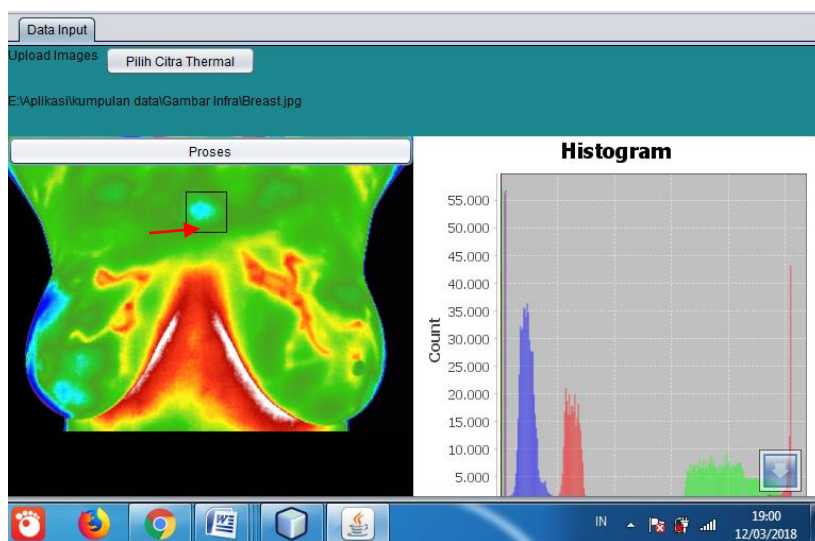 Data Input
Upload Images
Pilih Citra Thermal
E:\Aplikasi\kumpulan data\Gambar Infra\Breast.jpg
Proses
Histogram
55.000
50.000
45.000
40.000
35.000
30.000
25.000
20.000
15.000
10.000
5.000
Count
IN
19:00
12/03/2018